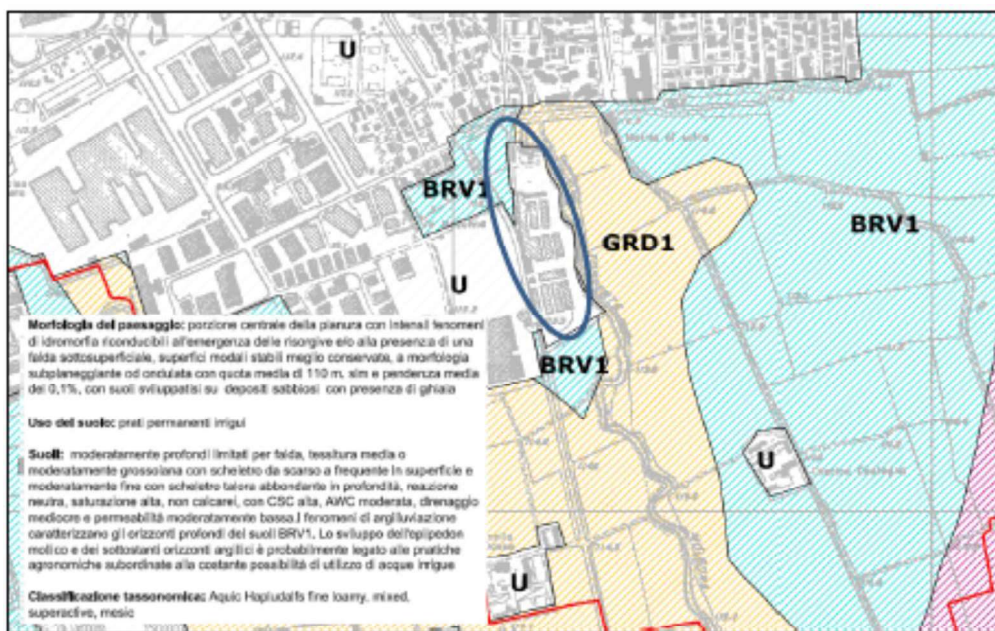 U
BRV1
GRD1
BRV1
U
BRV1
U
U
Morfologia del paesaggio: porzione centrale della pianura con intensi fenomeni
di idromorfia riconducibili all'emergenza delle risorgive e/o alla presenza di una
falda sottosuperficiale, superfici modali stabili meglio conservate, a morfologia
subpianeggiante od ondulata con quota media di 110 m. slm e pendenza media
del 0,1%, con suoli sviluppatisi su depositi sabbiosi con presenza di ghiaia
Uso del suolo: prati permanenti irrigui
Suoli: moderatamente profondi limitati per falda, tessitura media o
moderatamente grossolana con scheletro da scarso a frequente in superficie e
moderatamente fine con scheletro talora abbondante in profondità, reazione
neutra, saturazione alta, non calcarei, con CSC alta, AWC moderata, drenaggio
mediocre e permeabilità moderatamente bassa.I fenomeni di argilluviazione
caratterizzano gli orizzonti profondi dei suoli BRV1. Lo sviluppo dell'epipedon
mollico e dei sottostanti orizzonti argillici è probabilmente legato alle pratiche
agronomiche subordinate alla costante possibilità di utilizzo di acque irrigue
Classificazione tassonomica: Aquic Hapludalfs fine loamy, mixed,
superactive, mesic